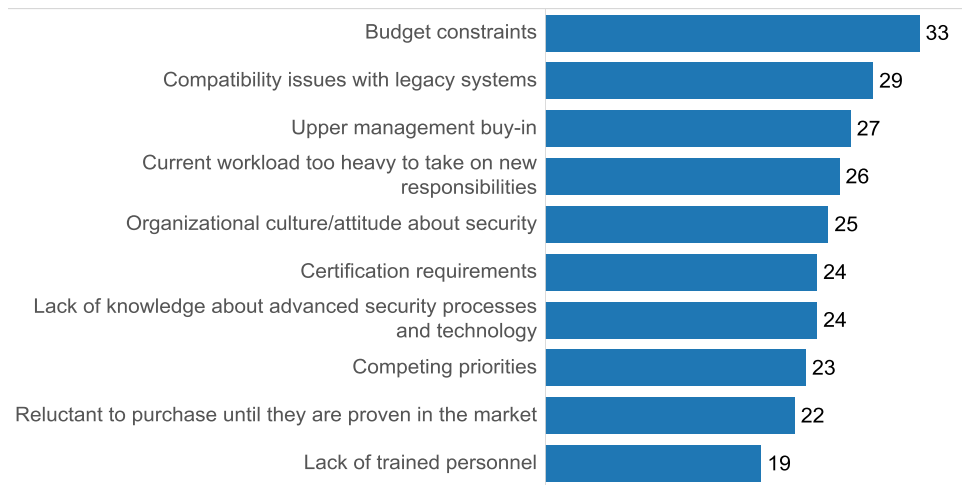 Budget constraints 33
Compatibility issues with legacy systems 29
Upper management buy-in 27
Current workload too heavy to take on new
responsibilities 26
Organizational culture/attitude about security 25
Certification requirements 24
Lack of knowledge about advanced security processes
and technology 24
Competing priorities 23
Reluctant to purchase until they are proven in the market 22
Lack of trained personnel 19